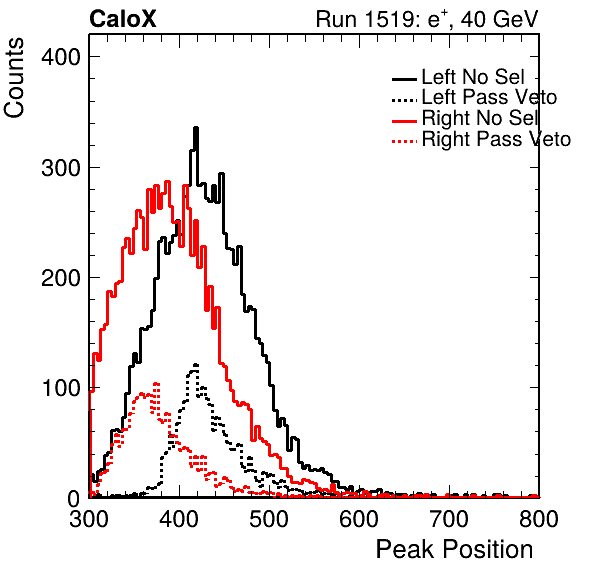 CaloX Run 1519: e+, 40 GeV
Counts
400
300
200
100
0
Left No Sel
Left Pass Veto
Right No Sel
Right Pass Veto
300 400 500 600 700 800
Peak Position